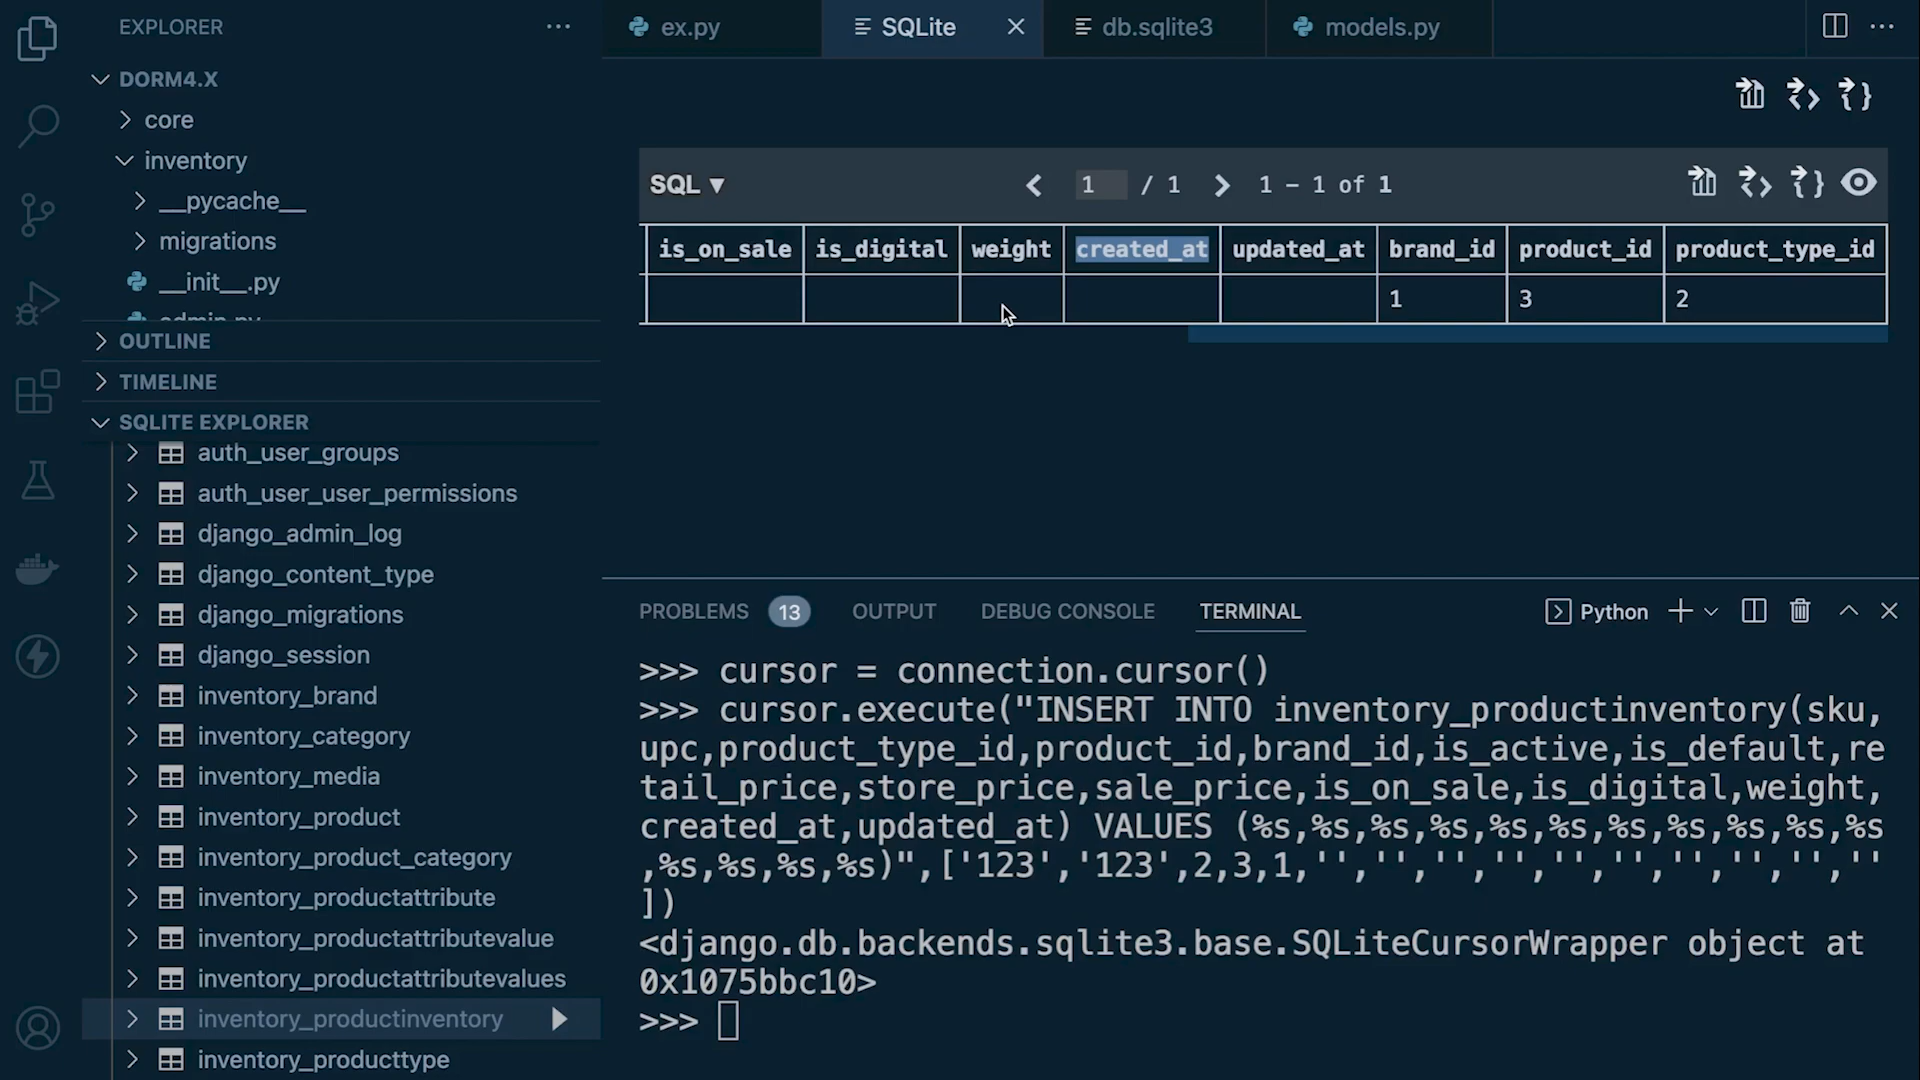 EXPLORER
ex.py
SQLite
db.sqlite3
models.py
DORM4.X
core
inventory
__pycache__
migrations
__init__.py
admin.py
OUTLINE
TIMELINE
SQLITE EXPLORER
auth_user_groups
auth_user_user_permissions
django_admin_log
django_content_type
django_migrations
django_session
inventory_brand
inventory_category
inventory_media
inventory_product
inventory_product_category
inventory_productattribute
inventory_productattributevalue
inventory_productattributevalues
inventory_productinventory
inventory_producttype
SQL ▼ 1 / 1 1 – 1 of 1
is_on_sale is_digital weight created_at updated_at brand_id product_id product_type_id
1 3 2
PROBLEMS 13 OUTPUT DEBUG CONSOLE TERMINAL Python
>>> cursor = connection.cursor()
>>> cursor.execute("INSERT INTO inventory_productinventory(sku,
upc,product_type_id,product_id,brand_id,is_active,is_default,re
tail_price,store_price,sale_price,is_on_sale,is_digital,weight,
created_at,updated_at) VALUES (%s,%s,%s,%s,%s,%s,%s,%s,%s,%s,%s
,%s,%s,%s,%s)",['123','123',2,3,1,'','','','','','','','','',''
])
<django.db.backends.sqlite3.base.SQLiteCursorWrapper object at
0x1075bbc10>
>>>